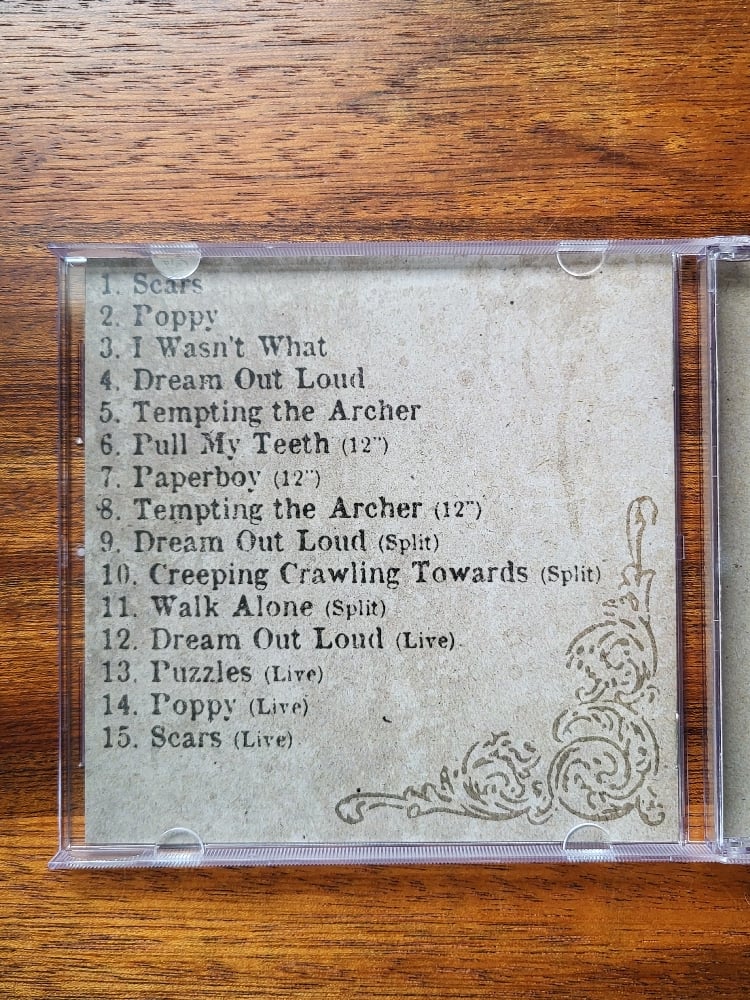 1. Scars
2. Poppy
3. I Wasn't What
4. Dream Out Loud
5. Tempting the Archer
6. Pull My Teeth (12")
7. Paperboy (12")
8. Tempting the Archer (12")
9. Dream Out Loud (Split)
10. Creeping Crawling Towards (Split)
11. Walk Alone (Split)
12. Dream Out Loud (Live)
13. Puzzles (Live)
14. Poppy (Live)
15. Scars (Live)